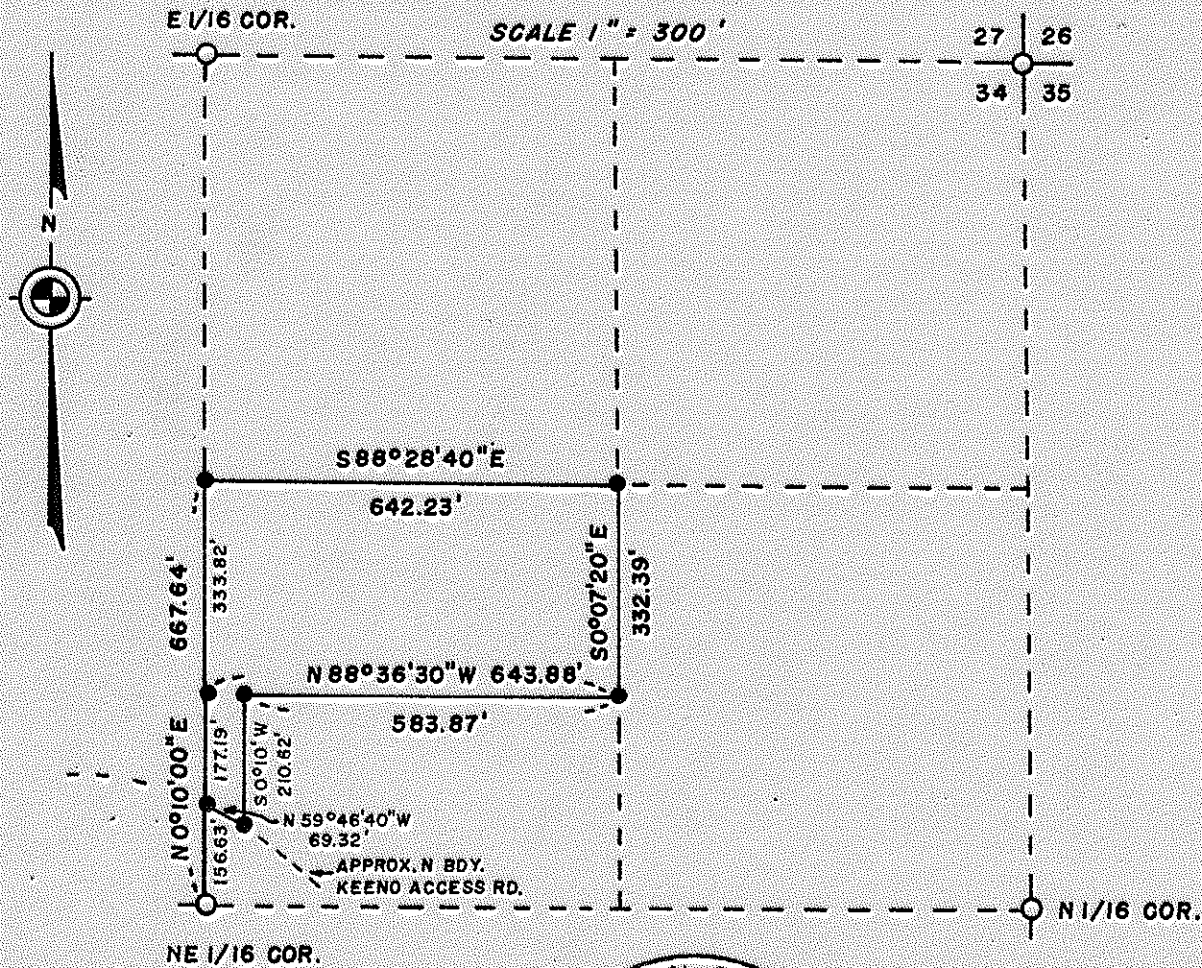 E 1/16 COR.
SCALE 1" = 300'
27 26
34 35
N
S88°28'40"E
642.23'
667.64'
333.82'
S0°07'20"E
332.39'
N88°36'30"W 643.88'
583.87'
N0°10'00"E
177.19'
S0°10'W
210.62'
156.63'
N59°46'40"W
69.32'
APPROX. N BDY.
KEENO ACCESS RD.
N 1/16 COR.
NE 1/16 COR.